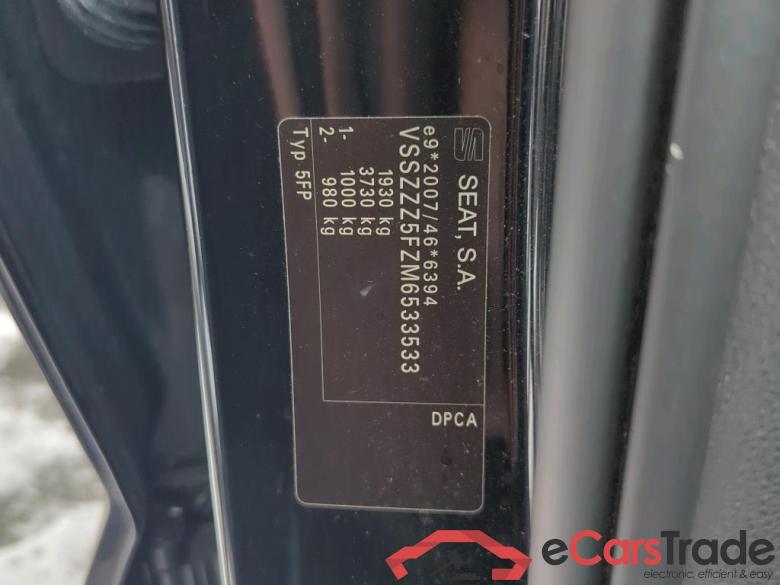 SEAT, S.A.
e9*2007/46*6394
VSSZZZ5FZM6533533
1930 kg
3730 kg
1- 1000 kg
2- 980 kg
Typ 5FP
DPCA
eCarsTrade
electronic, efficient & easy